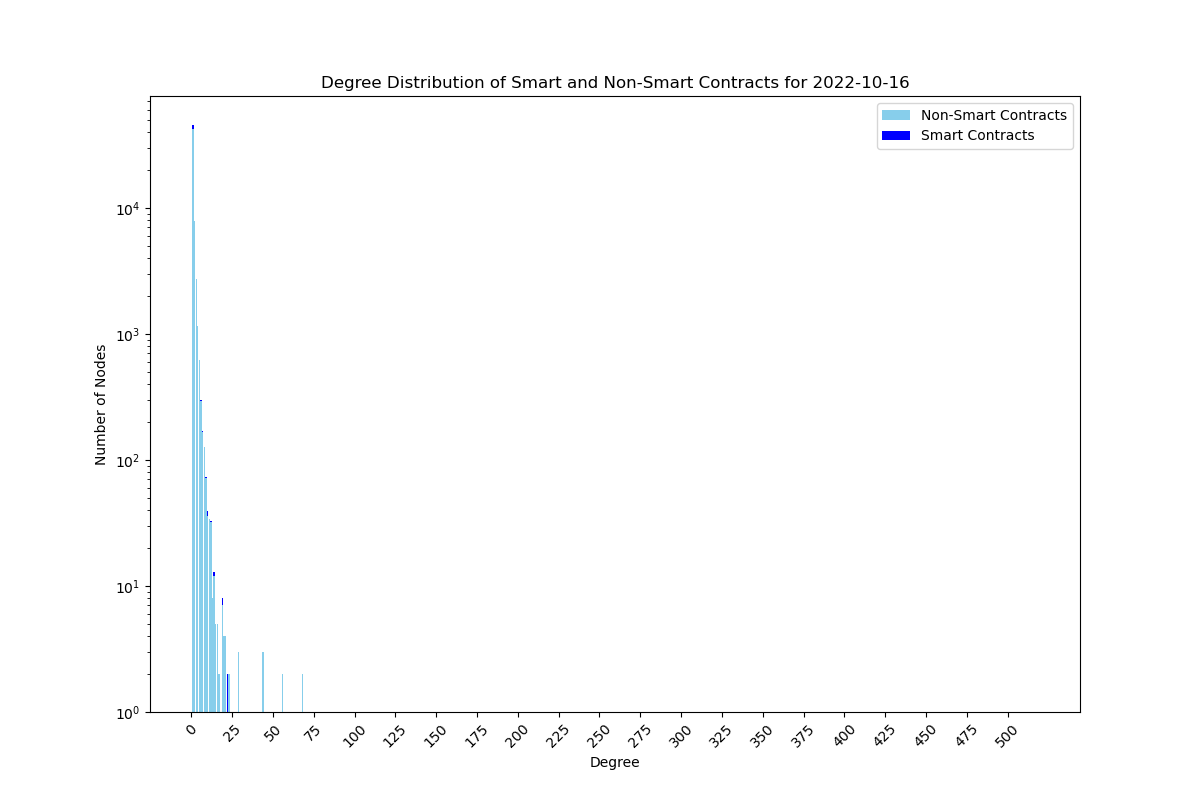 Degree Distribution of Smart and Non-Smart Contracts for 2022-10-16
Non-Smart Contracts
Smart Contracts
Number of Nodes
10^4
10^3
10^2
10^1
10^0
0 25 50 75 100 125 150 175 200 225 250 275 300 325 350 375 400 425 450 475 500
Degree